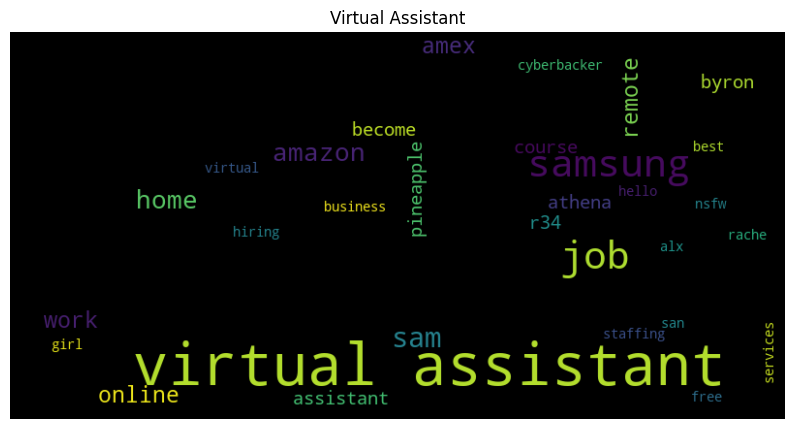 Virtual Assistant
amex
cyberbacker
remote
byron
become
amazon
pineapple
course
samsung
best
virtual
home
business
hello
athena
nsfw
r34
hiring
job
alx
rache
work
girl
sam
san
staffing
services
virtual assistant
online
assistant
free